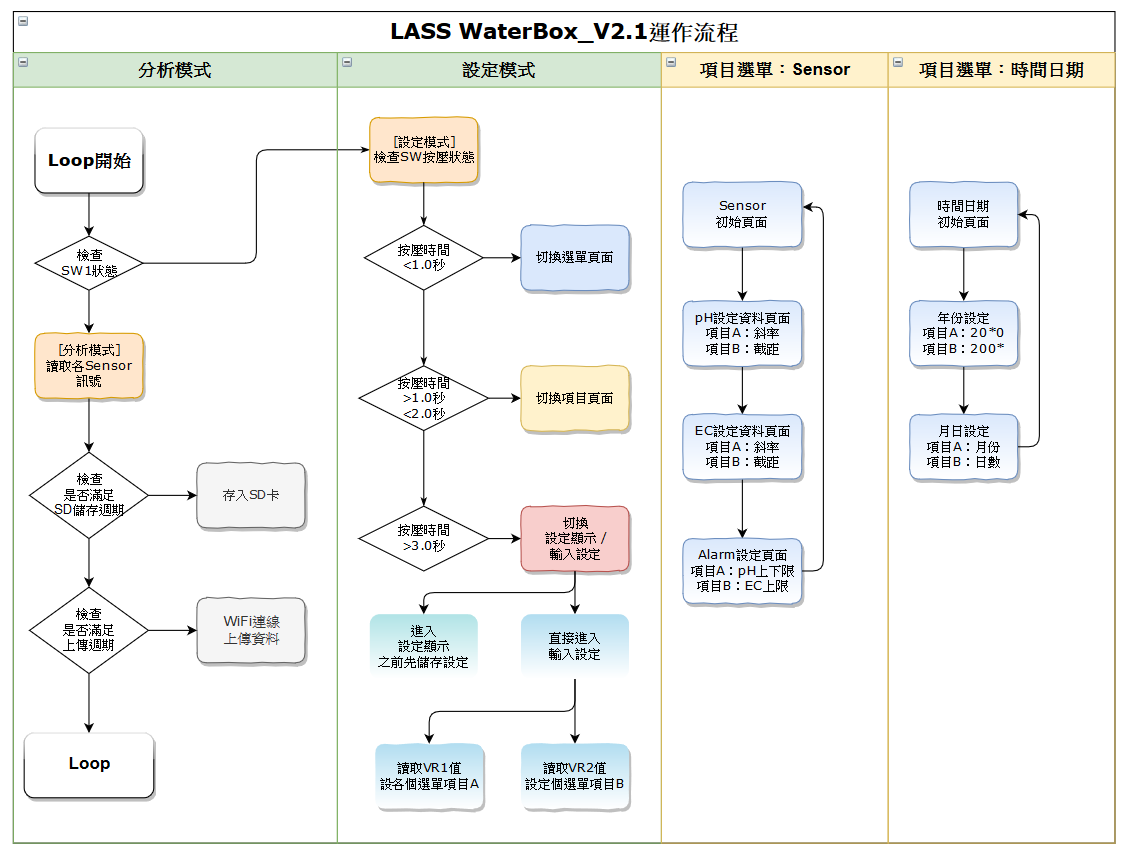 LASS WaterBox_V2.1運作流程
分析模式
設定模式
項目選單：Sensor
項目選單：時間日期
Loop開始
檢查
SW1狀態
[分析模式]
讀取各Sensor
訊號
檢查
是否滿足
SD儲存週期
存入SD卡
檢查
是否滿足
上傳週期
WiFi連線
上傳資料
Loop
[設定模式]
檢查SW按壓狀態
按壓時間
<1.0秒
切換選單頁面
按壓時間
>1.0秒
<2.0秒
切換項目頁面
按壓時間
>3.0秒
切換
設定顯示 /
輸入設定
進入
設定顯示
之前先儲存設定
直接進入
輸入設定
讀取VR1值
設各個選單項目A
讀取VR2值
設定個選單項目B
Sensor
初始頁面
pH設定資料頁面
項目A：斜率
項目B：截距
EC設定資料頁面
項目A：斜率
項目B：截距
Alarm設定頁面
項目A：pH上下限
項目B：EC上限
時間日期
初始頁面
年份設定
項目A：20*0
項目B：200*
月日設定
項目A：月份
項目B：日數